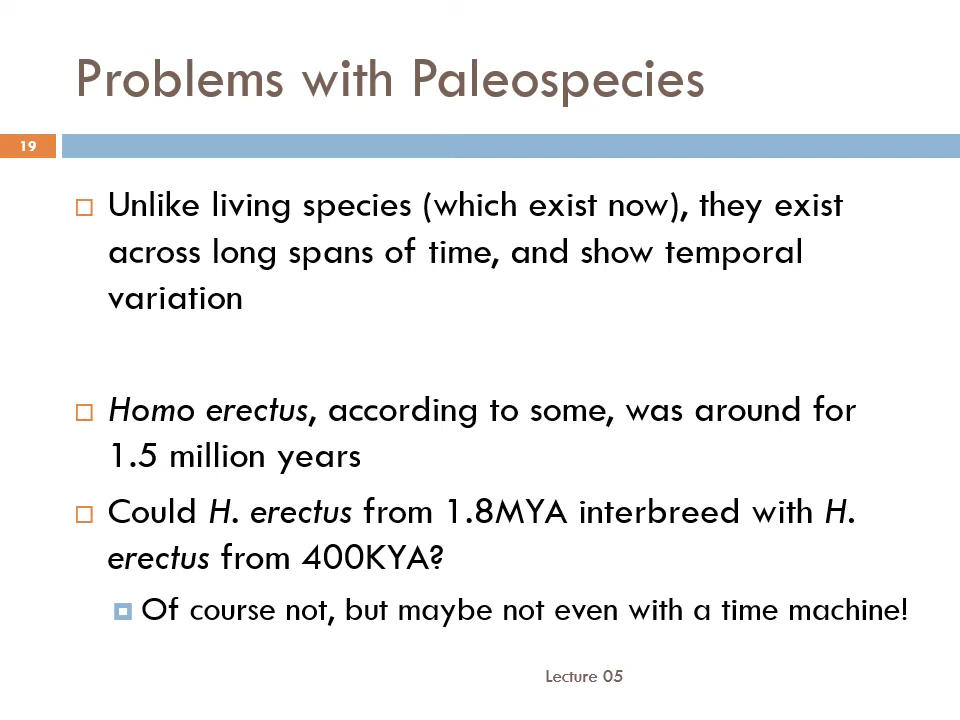 Problems with Paleospecies
19
Unlike living species (which exist now), they exist
across long spans of time, and show temporal
variation
Homo erectus, according to some, was around for
1.5 million years
Could H. erectus from 1.8MYA interbreed with H.
erectus from 400KYA?
Of course not, but maybe not even with a time machine!
Lecture 05